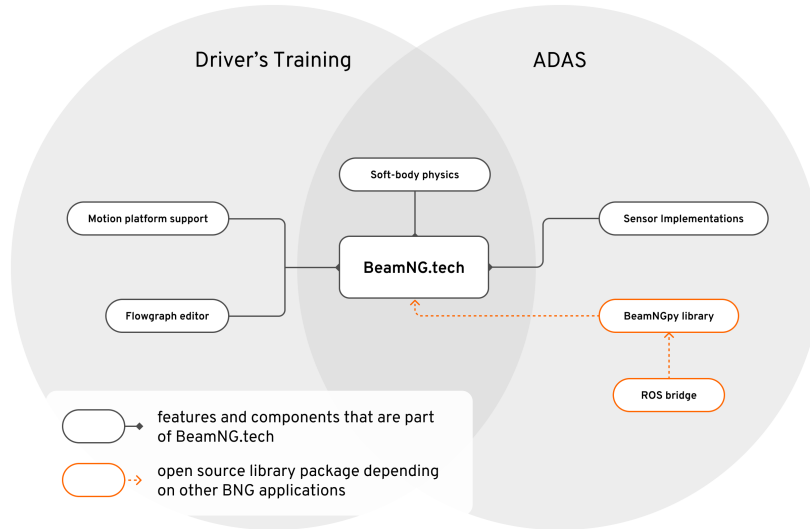 Driver's Training
ADAS
Soft-body physics
Motion platform support
Sensor Implementations
BeamNG.tech
Flowgraph editor
BeamNGpy library
ROS bridge
features and components that are part
of BeamNG.tech
open source library package depending
on other BNG applications